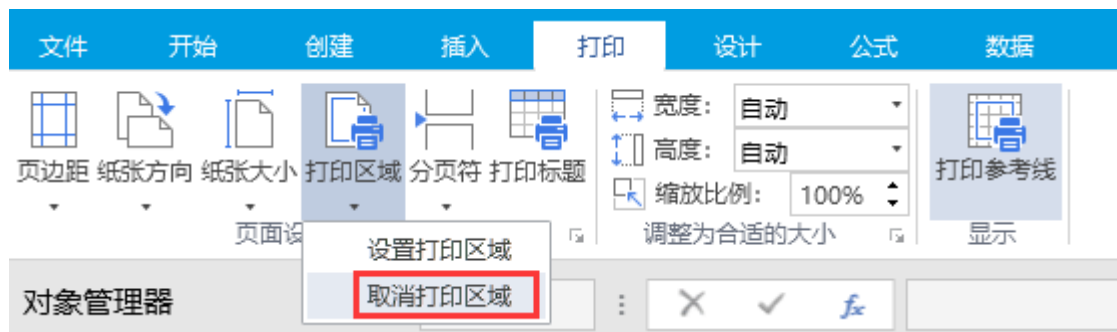 文件 开始 创建 插入 打印 设计 公式 数据
页边距 纸张方向 纸张大小 打印区域 分页符 打印标题
宽度： 自动
高度： 自动
缩放比例： 100%
打印参考线
页面设
调整为合适的大小
显示
设置打印区域
取消打印区域
对象管理器
fx